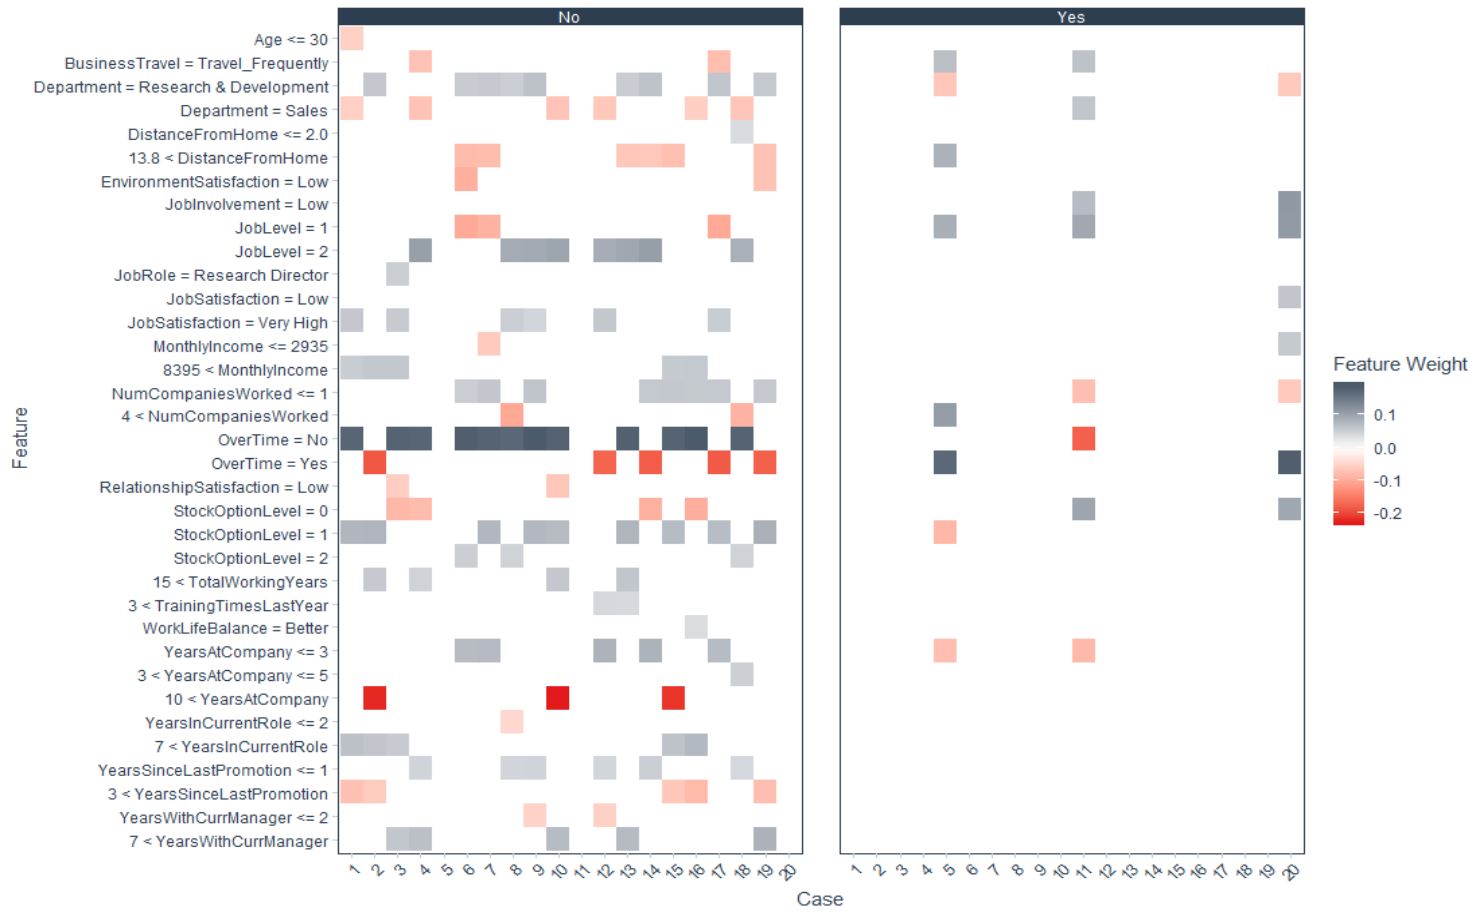 No
Yes
Age <= 30
BusinessTravel = Travel_Frequently
Department = Research & Development
Department = Sales
DistanceFromHome <= 2.0
13.8 < DistanceFromHome
EnvironmentSatisfaction = Low
JobInvolvement = Low
JobLevel = 1
JobLevel = 2
JobRole = Research Director
JobSatisfaction = Low
JobSatisfaction = Very High
MonthlyIncome <= 2935
8395 < MonthlyIncome
NumCompaniesWorked <= 1
4 < NumCompaniesWorked
OverTime = No
OverTime = Yes
RelationshipSatisfaction = Low
StockOptionLevel = 0
StockOptionLevel = 1
StockOptionLevel = 2
15 < TotalWorkingYears
3 < TrainingTimesLastYear
WorkLifeBalance = Better
YearsAtCompany <= 3
3 < YearsAtCompany <= 5
10 < YearsAtCompany
YearsInCurrentRole <= 2
7 < YearsInCurrentRole
YearsSinceLastPromotion <= 1
3 < YearsSinceLastPromotion
YearsWithCurrManager <= 2
7 < YearsWithCurrManager
Feature
1 2 3 4 5 6 7 8 9 10 11 12 13 14 15 16 17 18 19 20
1 2 3 4 5 6 7 8 9 10 11 12 13 14 15 16 17 18 19 20
Case
Feature Weight
0.1
0.0
-0.1
-0.2